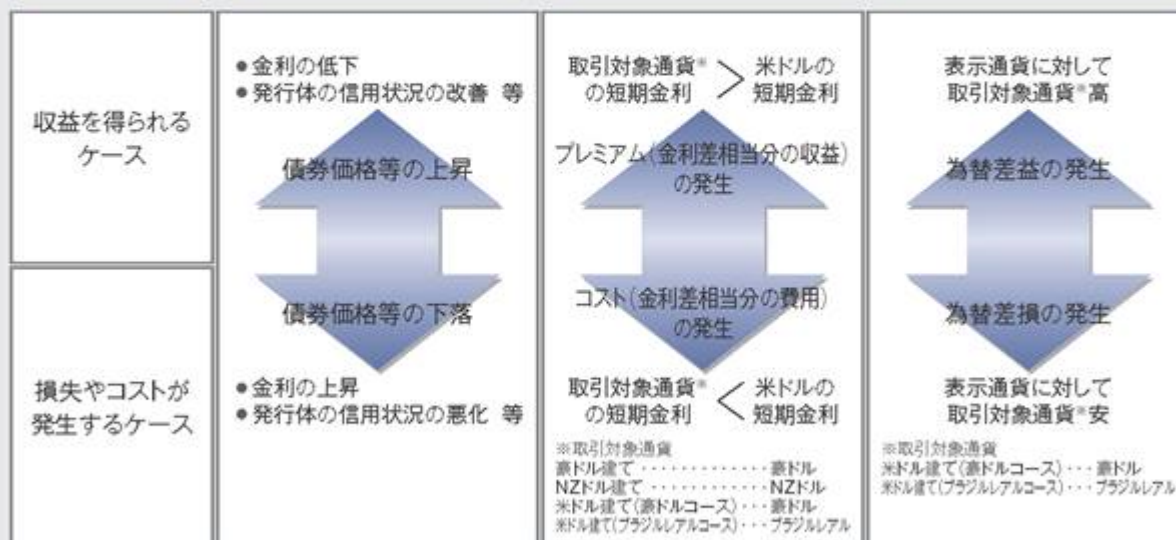 収益を得られる
ケース
●金利の低下
●発行体の信用状況の改善 等
債券価格等の上昇
債券価格等の下落
●金利の上昇
●発行体の信用状況の悪化 等
取引対象通貨※ > 米ドルの
の短期金利 短期金利
プレミアム(金利差相当分の収益)
の発生
コスト(金利差相当分の費用)
の発生
取引対象通貨※ < 米ドルの
の短期金利 短期金利
※取引対象通貨
豪ドル建て・・・・・・・・・・・・・豪ドル
NZドル建て・・・・・・・・・・・・NZドル
米ドル建て(豪ドルコース)・・・豪ドル
米ドル建て(ブラジルレアルコース)・・・ブラジルレアル
表示通貨に対して
取引対象通貨※高
為替差益の発生
為替差損の発生
表示通貨に対して
取引対象通貨※安
※取引対象通貨
米ドル建て(豪ドルコース)・・・豪ドル
米ドル建て(ブラジルレアルコース)・・・ブラジルレアル
損失やコストが
発生するケース